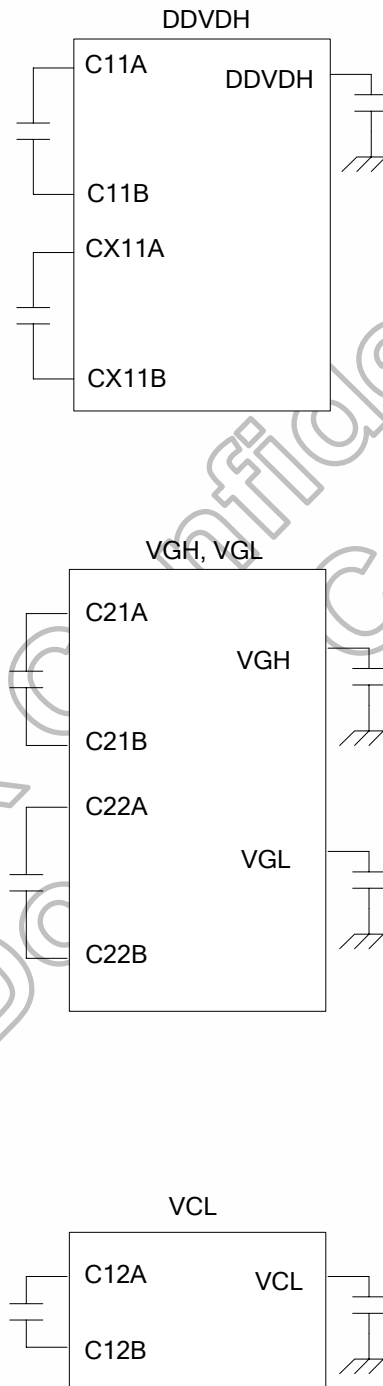 DDVDH
C11A
DDVDH
C11B
CX11A
CX11B
VGH, VGL
C21A
VGH
C21B
C22A
VGL
C22B
VCL
C12A
VCL
C12B